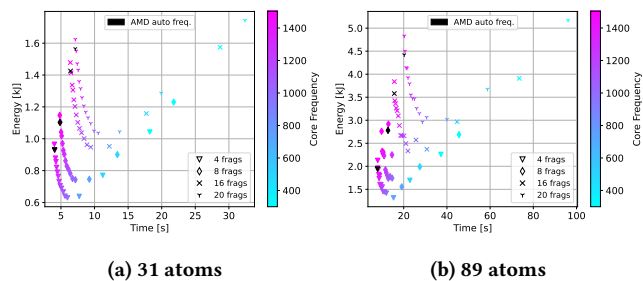 AMD auto freq.
Energy [kJ]
1.6
1.4
1.2
1.0
0.8
0.6
5
10
15
20
25
30
Time [s]
4 frags
8 frags
16 frags
20 frags
1400
1200
1000
800
600
400
Core Frequency
(a) 31 atoms
AMD auto freq.
Energy [kJ]
5.0
4.5
4.0
3.5
3.0
2.5
2.0
1.5
20
40
60
80
100
Time [s]
4 frags
8 frags
16 frags
20 frags
1400
1200
1000
800
600
400
Core Frequency
(b) 89 atoms